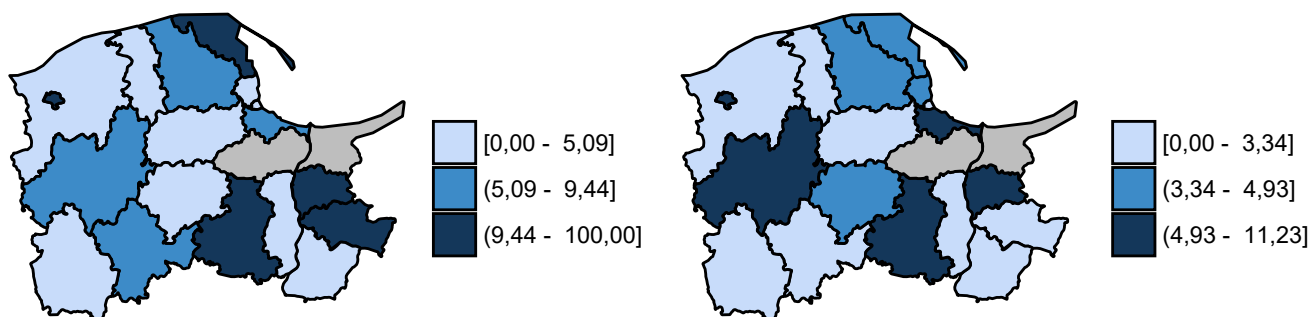 [0,00 - 5,09]
(5,09 - 9,44]
(9,44 - 100,00]
[0,00 - 3,34]
(3,34 - 4,93]
(4,93 - 11,23]